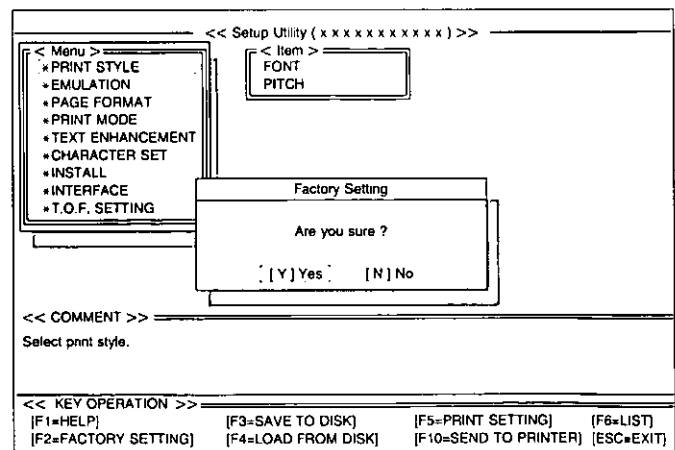 << Setup Utility ( x x x x x x x x x x x ) >>
< Menu >
*PRINT STYLE
*EMULATION
*PAGE FORMAT
*PRINT MODE
*TEXT ENHANCEMENT
*CHARACTER SET
*INSTALL
*INTERFACE
*T.O.F. SETTING
< Item >
FONT
PITCH
Factory Setting
Are you sure ?
[ Y ] Yes [ N ] No
<< COMMENT >>
Select print style.
<< KEY OPERATION >>
[F1=HELP] [F3=SAVE TO DISK] [F5=PRINT SETTING] [F6=LIST]
[F2=FACTORY SETTING] [F4=LOAD FROM DISK] [F10=SEND TO PRINTER] [ESC=EXIT]